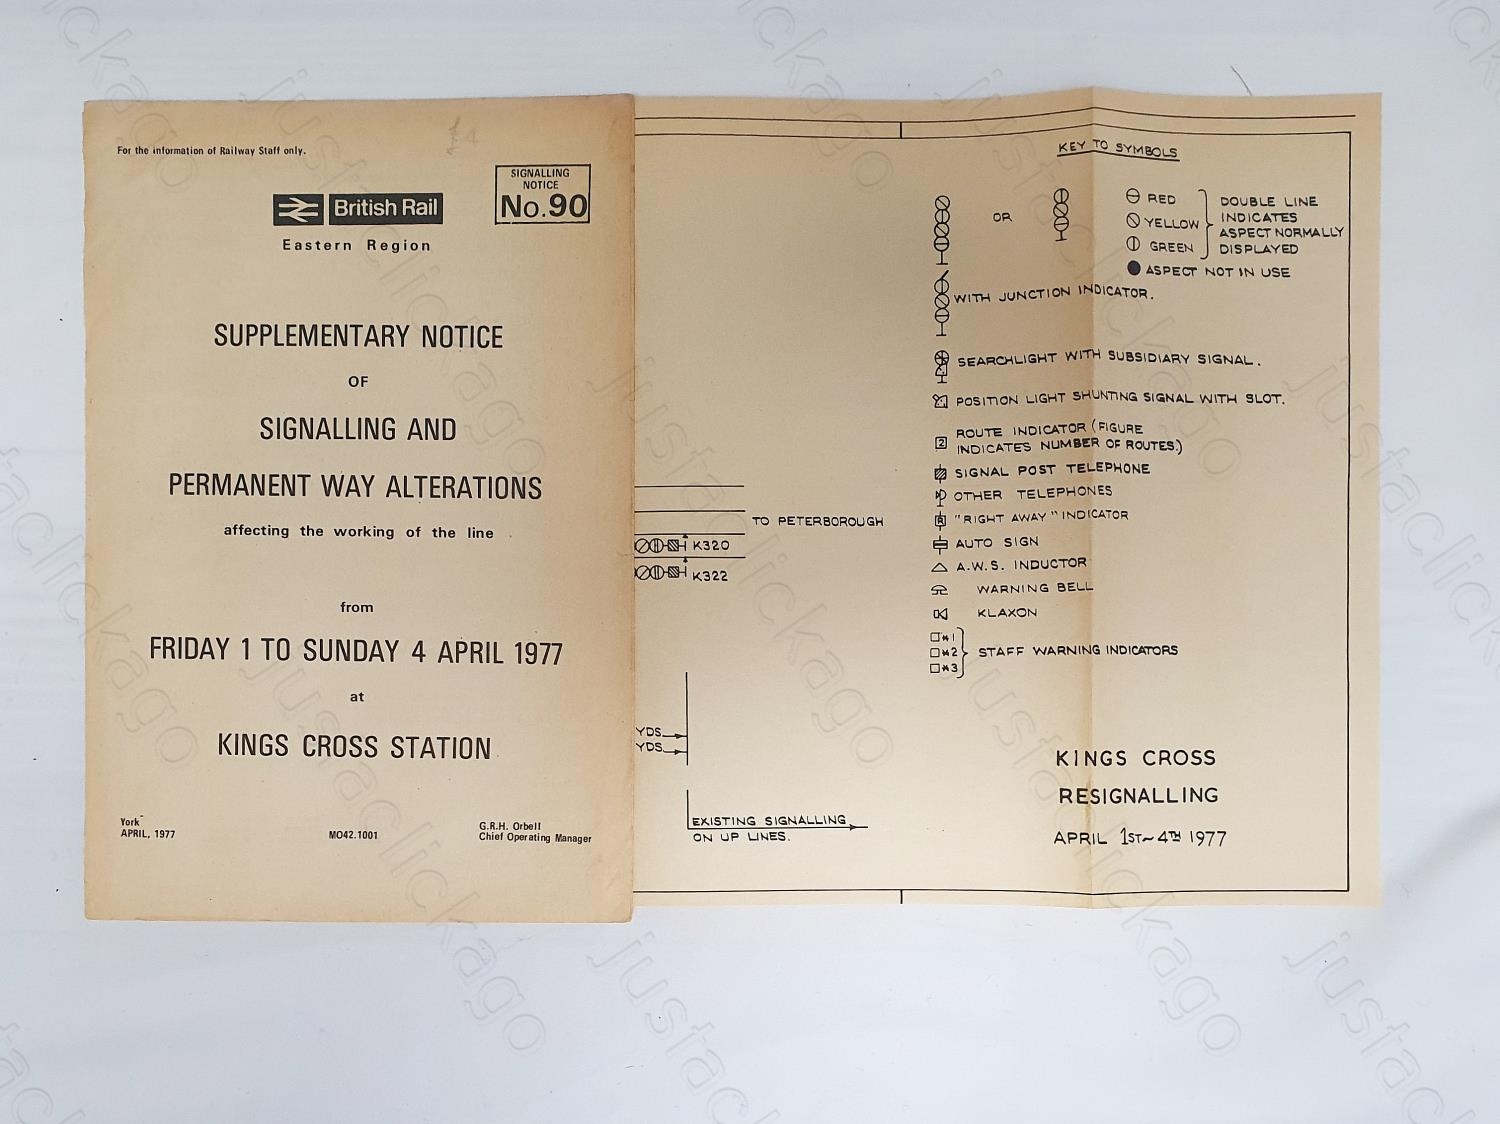 For the information of Railway Staff only.
£4
SIGNALLING
NOTICE
No.90
British Rail
Eastern Region
SUPPLEMENTARY NOTICE
OF
SIGNALLING AND
PERMANENT WAY ALTERATIONS
affecting the working of the line
from
FRIDAY 1 TO SUNDAY 4 APRIL 1977
at
KINGS CROSS STATION
York
APRIL, 1977
MO42.1001
G.R.H. Orbell
Chief Operating Manager
KEY TO SYMBOLS
OR
RED
YELLOW
GREEN
DOUBLE LINE
INDICATES
ASPECT NORMALLY
DISPLAYED
ASPECT NOT IN USE
WITH JUNCTION INDICATOR.
SEARCHLIGHT WITH SUBSIDIARY SIGNAL.
POSITION LIGHT SHUNTING SIGNAL WITH SLOT.
2 ROUTE INDICATOR (FIGURE
INDICATES NUMBER OF ROUTES.)
SIGNAL POST TELEPHONE
OTHER TELEPHONES
R "RIGHT AWAY" INDICATOR
AUTO SIGN
A.W.S. INDUCTOR
WARNING BELL
KLAXON
*1
*2
*3
STAFF WARNING INDICATORS
TO PETERBOROUGH
K320
K322
YDS
YDS
EXISTING SIGNALLING
ON UP LINES.
KINGS CROSS
RESIGNALLING
APRIL 1ST~4TH 1977
justaclickago